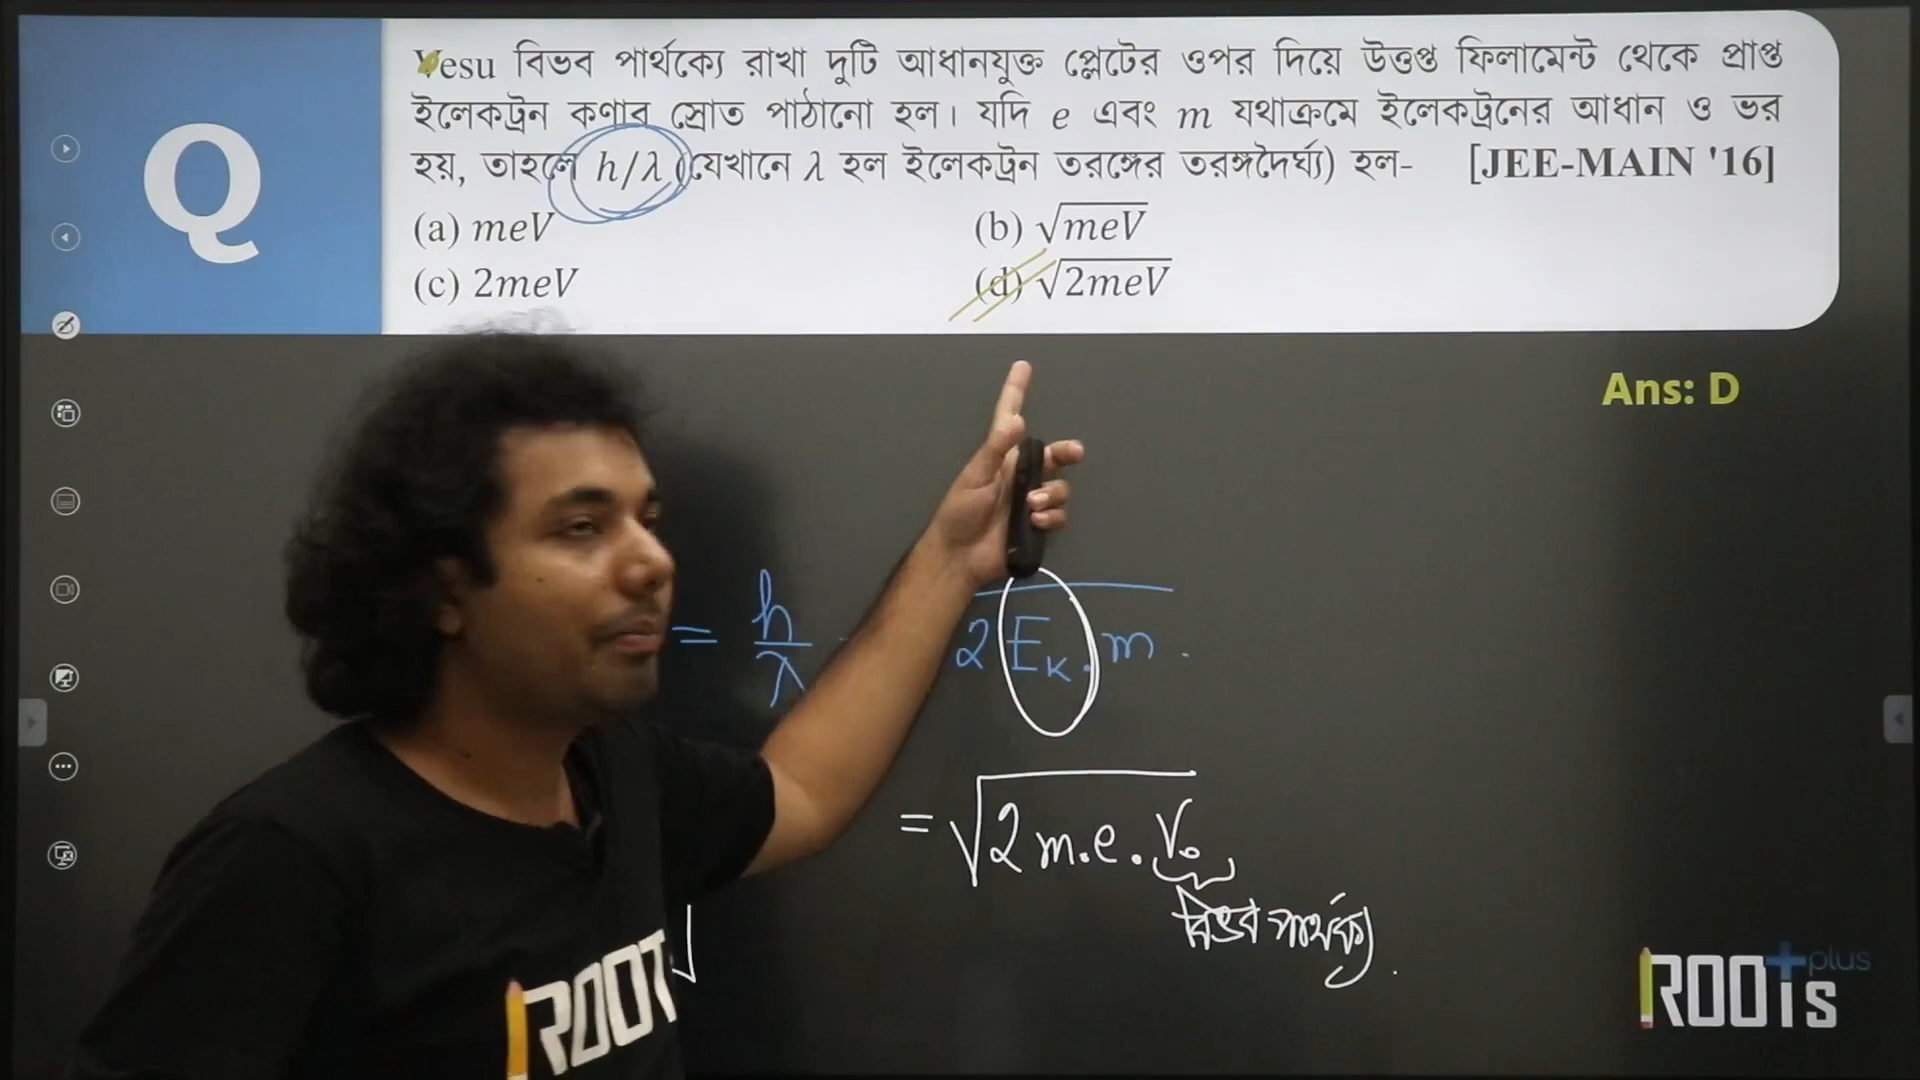 Q
Vesu বিভব পার্থক্যে রাখা দুটি আধানযুক্ত প্লেটের ওপর দিয়ে উত্তপ্ত ফিলামেন্ট থেকে প্রাপ্ত
ইলেকট্রন কণার স্রোত পাঠানো হল। যদি e এবং m যথাক্রমে ইলেকট্রনের আধান ও ভর
হয়, তাহলে h/λ (যেখানে λ হল ইলেকট্রন তরঙ্গের তরঙ্গদৈর্ঘ্য) হল- [JEE-MAIN '16]
(a) meV (b) √meV
(c) 2meV (d) √2meV
Ans: D
= h/λ 2 Eₖ.m.
= √2 m.e.V₀
বিভব পার্থক্য.
ROOT
ROOTs plus